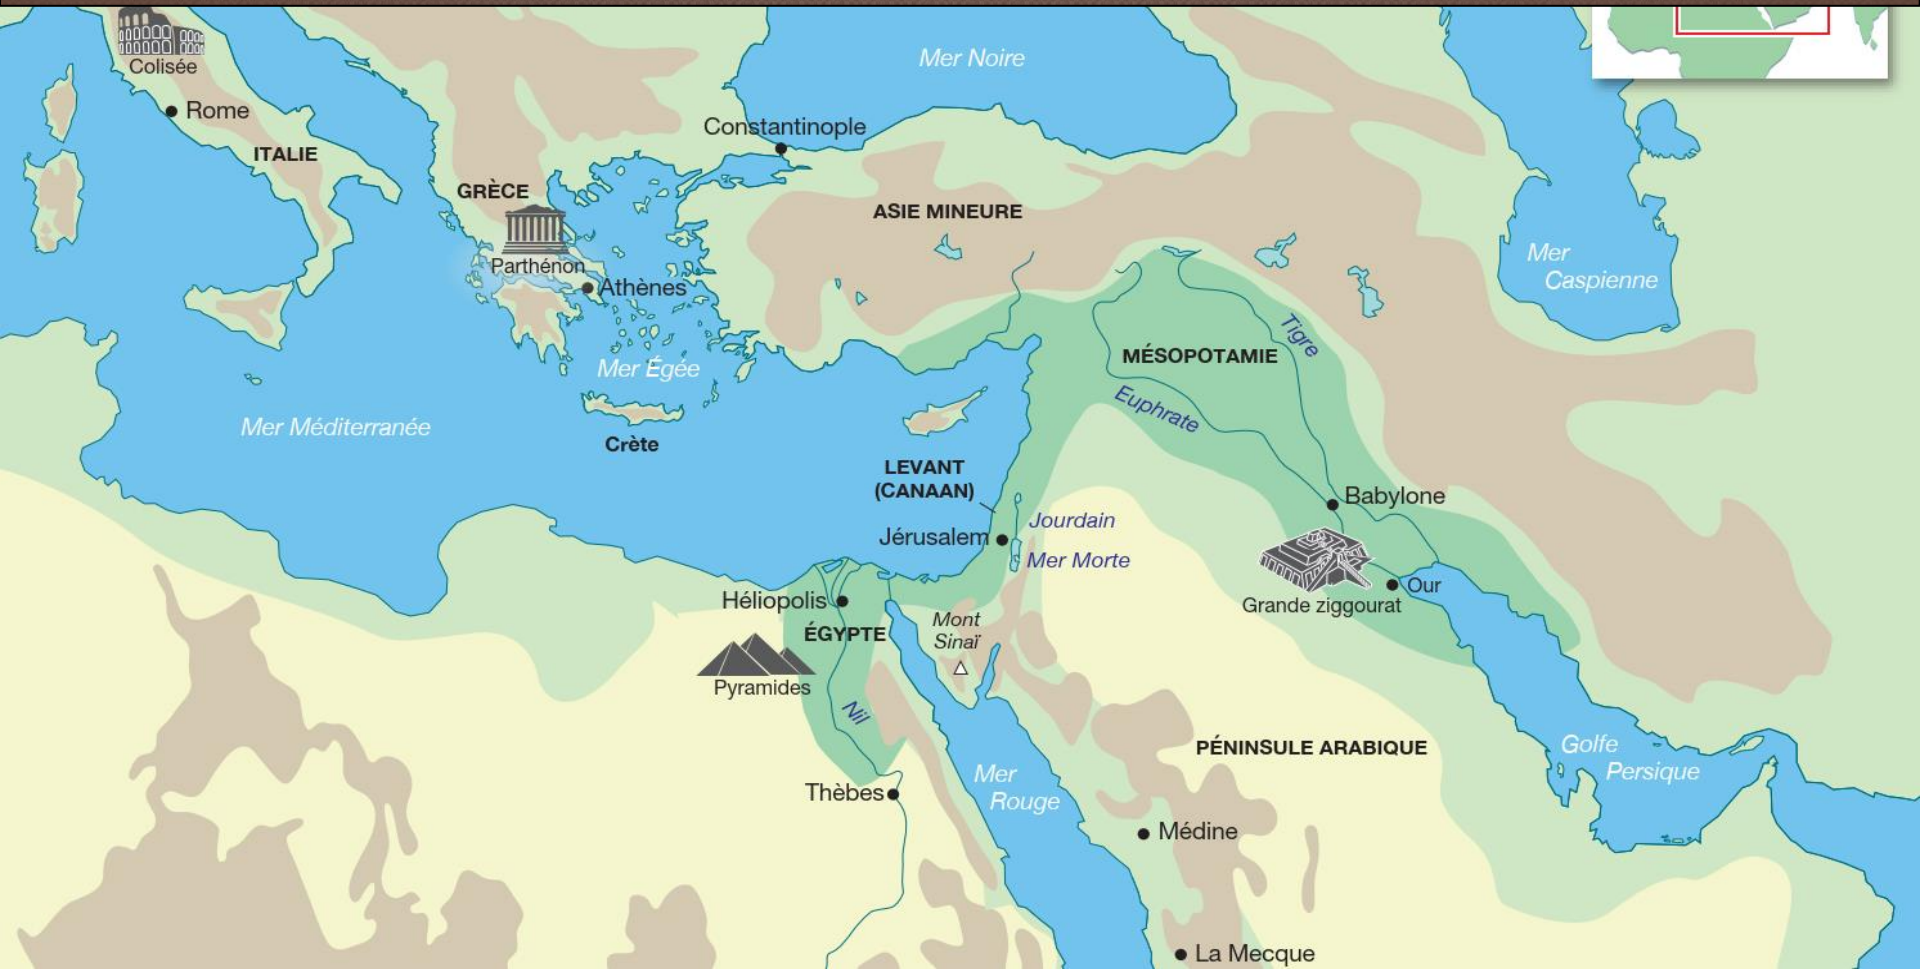 Mer Noire
Colisée
Rome
Constantinople
ITALIE
GRÈCE
ASIE MINEURE
Mer
Caspienne
Parthénon
Athènes
Tigre
MÉSOPOTAMIE
Mer Égée
Euphrate
Mer Méditerranée
Crète
LEVANT
(CANAAN)
Babylone
Jourdain
Jérusalem
Mer Morte
Our
Grande ziggourat
Héliopolis
Mont
Sinaï
ÉGYPTE
Pyramides
Nil
PÉNINSULE ARABIQUE
Golfe
Persique
Mer
Rouge
Thèbes
Médine
La Mecque